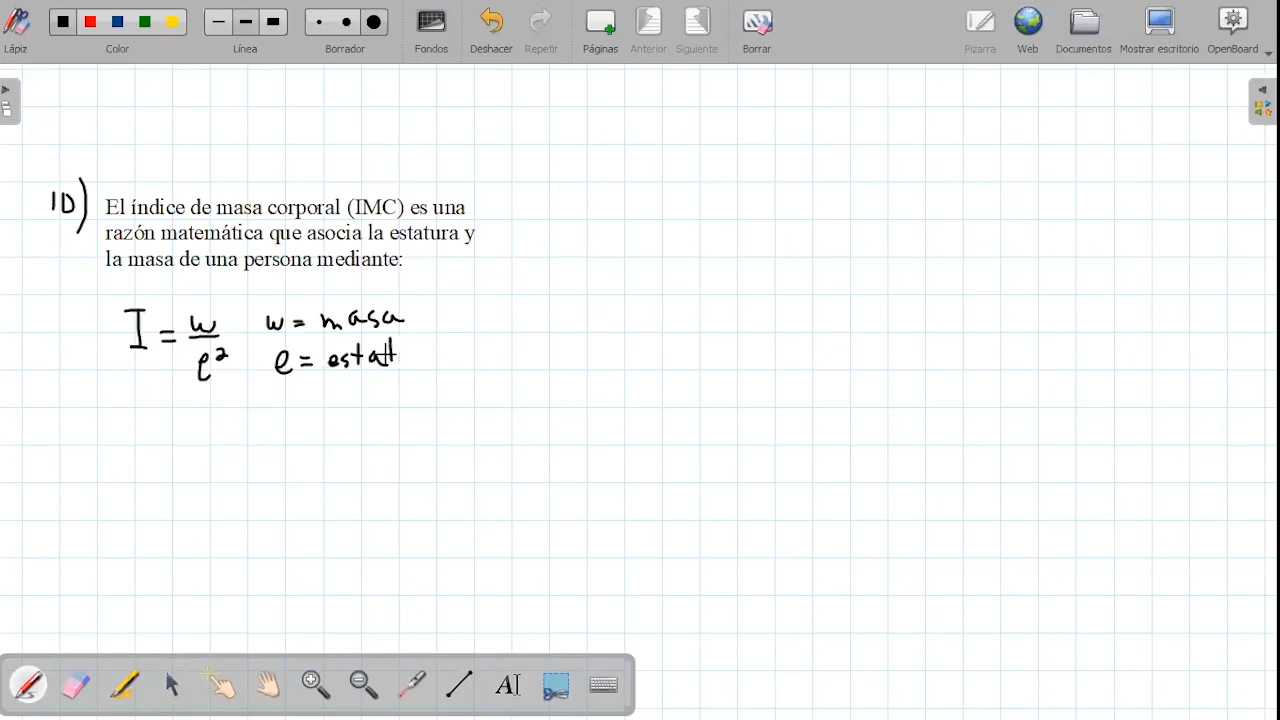 Lápiz
Color
Línea
Borrador
Fondos
Deshacer
Repetir
Páginas
Anterior
Siguiente
Borrar
Pizarra
Web
Documentos
Mostrar escritorio
OpenBoard
10) El índice de masa corporal (IMC) es una
razón matemática que asocia la estatura y
la masa de una persona mediante:
I = w/e² w = masa
e = estatt
AI